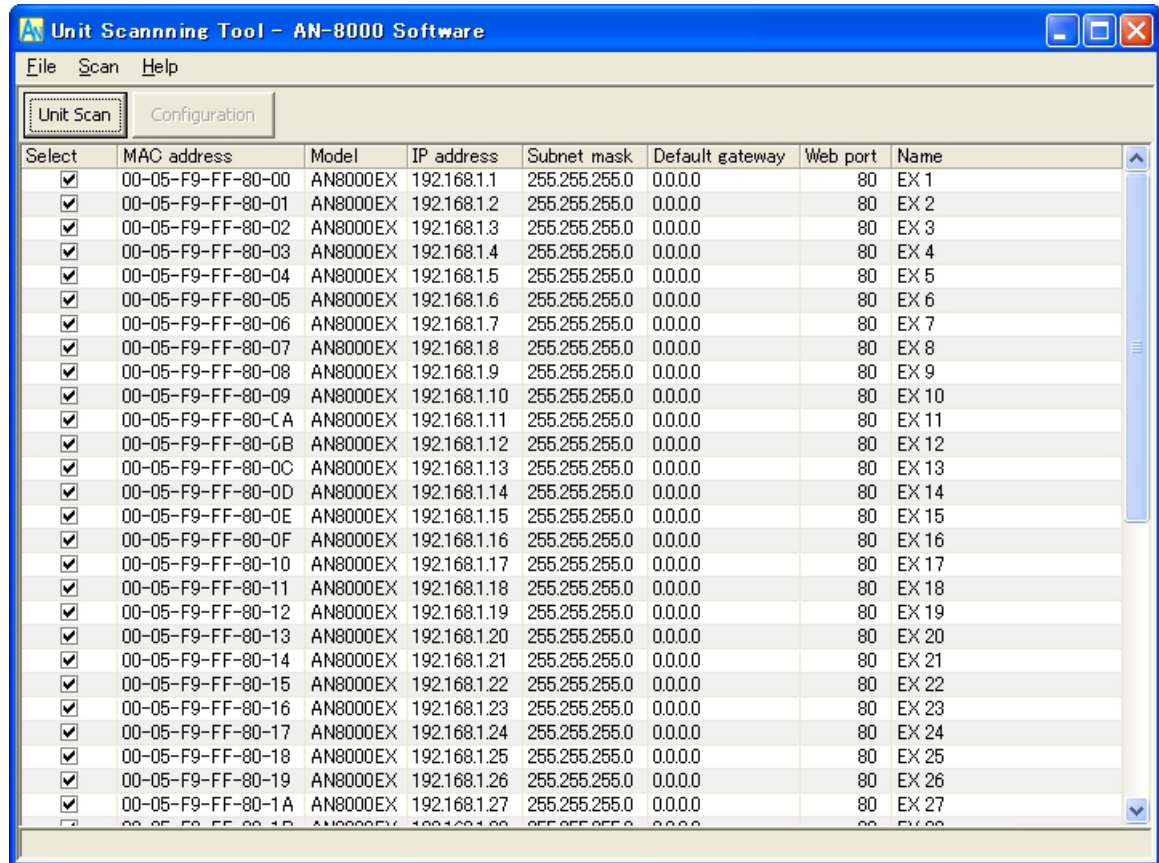 AN Unit Scannning Tool - AN-8000 Software
File Scan Help
Unit Scan Configuration
Select MAC address Model IP address Subnet mask Default gateway Web port Name
00-05-F9-FF-80-00 AN8000EX 192.168.1.1 255.255.255.0 0.0.0.0 80 EX 1
00-05-F9-FF-80-01 AN8000EX 192.168.1.2 255.255.255.0 0.0.0.0 80 EX 2
00-05-F9-FF-80-02 AN8000EX 192.168.1.3 255.255.255.0 0.0.0.0 80 EX 3
00-05-F9-FF-80-03 AN8000EX 192.168.1.4 255.255.255.0 0.0.0.0 80 EX 4
00-05-F9-FF-80-04 AN8000EX 192.168.1.5 255.255.255.0 0.0.0.0 80 EX 5
00-05-F9-FF-80-05 AN8000EX 192.168.1.6 255.255.255.0 0.0.0.0 80 EX 6
00-05-F9-FF-80-06 AN8000EX 192.168.1.7 255.255.255.0 0.0.0.0 80 EX 7
00-05-F9-FF-80-07 AN8000EX 192.168.1.8 255.255.255.0 0.0.0.0 80 EX 8
00-05-F9-FF-80-08 AN8000EX 192.168.1.9 255.255.255.0 0.0.0.0 80 EX 9
00-05-F9-FF-80-09 AN8000EX 192.168.1.10 255.255.255.0 0.0.0.0 80 EX 10
00-05-F9-FF-80-0A AN8000EX 192.168.1.11 255.255.255.0 0.0.0.0 80 EX 11
00-05-F9-FF-80-0B AN8000EX 192.168.1.12 255.255.255.0 0.0.0.0 80 EX 12
00-05-F9-FF-80-0C AN8000EX 192.168.1.13 255.255.255.0 0.0.0.0 80 EX 13
00-05-F9-FF-80-0D AN8000EX 192.168.1.14 255.255.255.0 0.0.0.0 80 EX 14
00-05-F9-FF-80-0E AN8000EX 192.168.1.15 255.255.255.0 0.0.0.0 80 EX 15
00-05-F9-FF-80-0F AN8000EX 192.168.1.16 255.255.255.0 0.0.0.0 80 EX 16
00-05-F9-FF-80-10 AN8000EX 192.168.1.17 255.255.255.0 0.0.0.0 80 EX 17
00-05-F9-FF-80-11 AN8000EX 192.168.1.18 255.255.255.0 0.0.0.0 80 EX 18
00-05-F9-FF-80-12 AN8000EX 192.168.1.19 255.255.255.0 0.0.0.0 80 EX 19
00-05-F9-FF-80-13 AN8000EX 192.168.1.20 255.255.255.0 0.0.0.0 80 EX 20
00-05-F9-FF-80-14 AN8000EX 192.168.1.21 255.255.255.0 0.0.0.0 80 EX 21
00-05-F9-FF-80-15 AN8000EX 192.168.1.22 255.255.255.0 0.0.0.0 80 EX 22
00-05-F9-FF-80-16 AN8000EX 192.168.1.23 255.255.255.0 0.0.0.0 80 EX 23
00-05-F9-FF-80-17 AN8000EX 192.168.1.24 255.255.255.0 0.0.0.0 80 EX 24
00-05-F9-FF-80-18 AN8000EX 192.168.1.25 255.255.255.0 0.0.0.0 80 EX 25
00-05-F9-FF-80-19 AN8000EX 192.168.1.26 255.255.255.0 0.0.0.0 80 EX 26
00-05-F9-FF-80-1A AN8000EX 192.168.1.27 255.255.255.0 0.0.0.0 80 EX 27